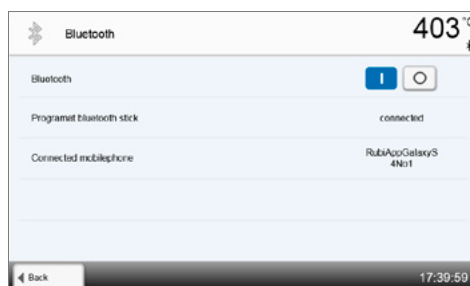 Bluetooth
403 °C
Bluetooth I O
Programat bluetooth stick connected
Connected mobilephone RubiAppGalaxyS
4No1
Back 17:39:59